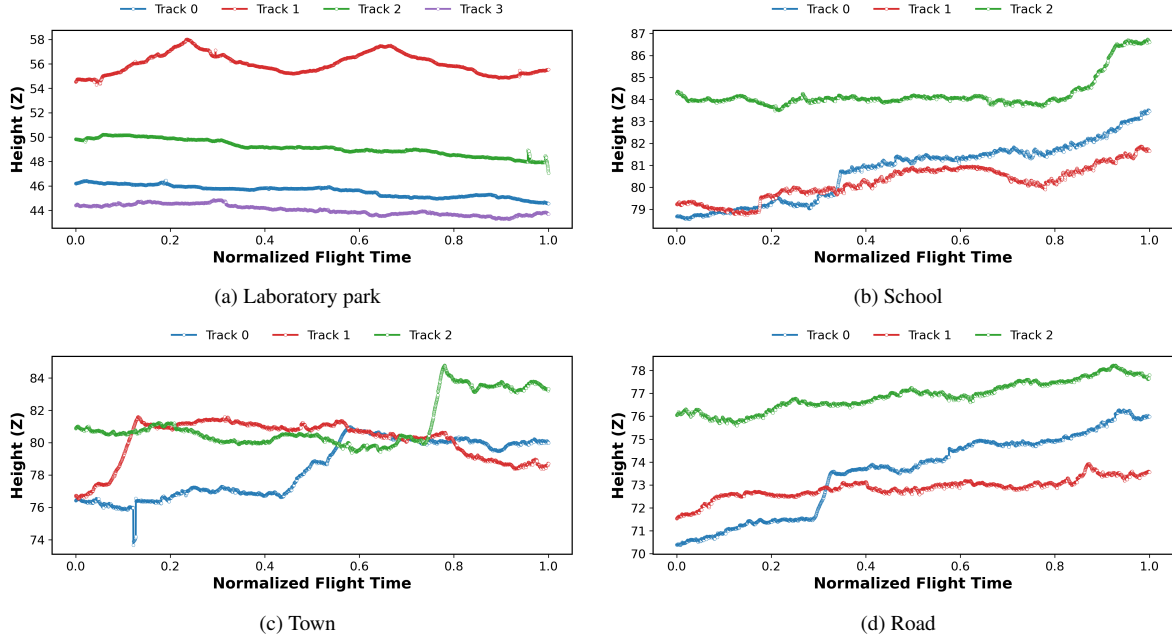 Track 0 Track 1 Track 2 Track 3
Height (Z)
58
56
54
52
50
48
46
44
0.0 0.2 0.4 0.6 0.8 1.0
Normalized Flight Time
(a) Laboratory park
Track 0 Track 1 Track 2
Height (Z)
87
86
84
83
82
81
80
79
0.0 0.2 0.4 0.6 0.8 1.0
Normalized Flight Time
(b) School
Track 0 Track 1 Track 2
Height (Z)
84
82
80
78
76
74
0.0 0.2 0.4 0.6 0.8 1.0
Normalized Flight Time
(c) Town
Track 0 Track 1 Track 2
Height (Z)
78
77
76
75
73
72
71
70
0.0 0.2 0.4 0.6 0.8 1.0
Normalized Flight Time
(d) Road